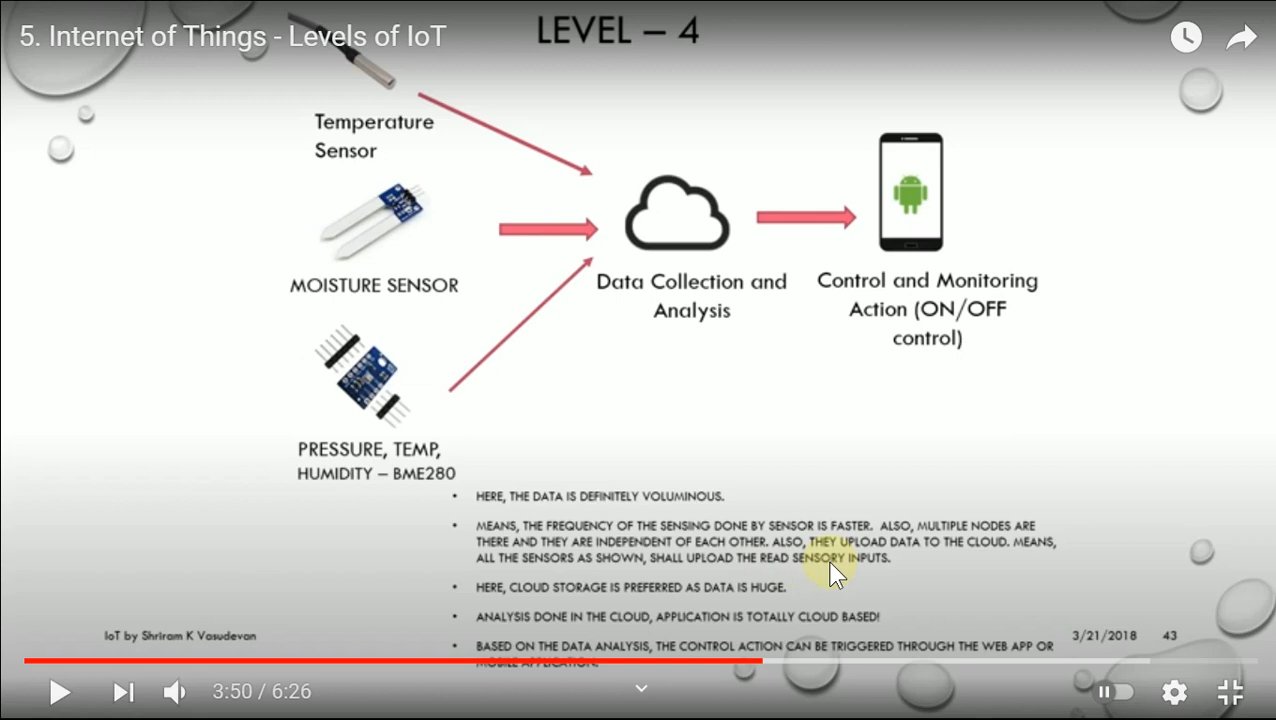 5. Internet of Things - Levels of IoT
LEVEL – 4
Temperature
Sensor
MOISTURE SENSOR
PRESSURE, TEMP,
HUMIDITY – BME280
Data Collection and
Analysis
Control and Monitoring
Action (ON/OFF
control)
• HERE, THE DATA IS DEFINITELY VOLUMINOUS.
• MEANS, THE FREQUENCY OF THE SENSING DONE BY SENSOR IS FASTER. ALSO, MULTIPLE NODES ARE
THERE AND THEY ARE INDEPENDENT OF EACH OTHER. ALSO, THEY UPLOAD DATA TO THE CLOUD. MEANS,
ALL THE SENSORS AS SHOWN, SHALL UPLOAD THE READ SENSORY INPUTS.
• HERE, CLOUD STORAGE IS PREFERRED AS DATA IS HUGE.
• ANALYSIS DONE IN THE CLOUD, APPLICATION IS TOTALLY CLOUD BASED!
• BASED ON THE DATA ANALYSIS, THE CONTROL ACTION CAN BE TRIGGERED THROUGH THE WEB APP OR
MOBILE APPLICATION.
IoT by Shriram K Vasudevan
3/21/2018 43
3:50 / 6:26